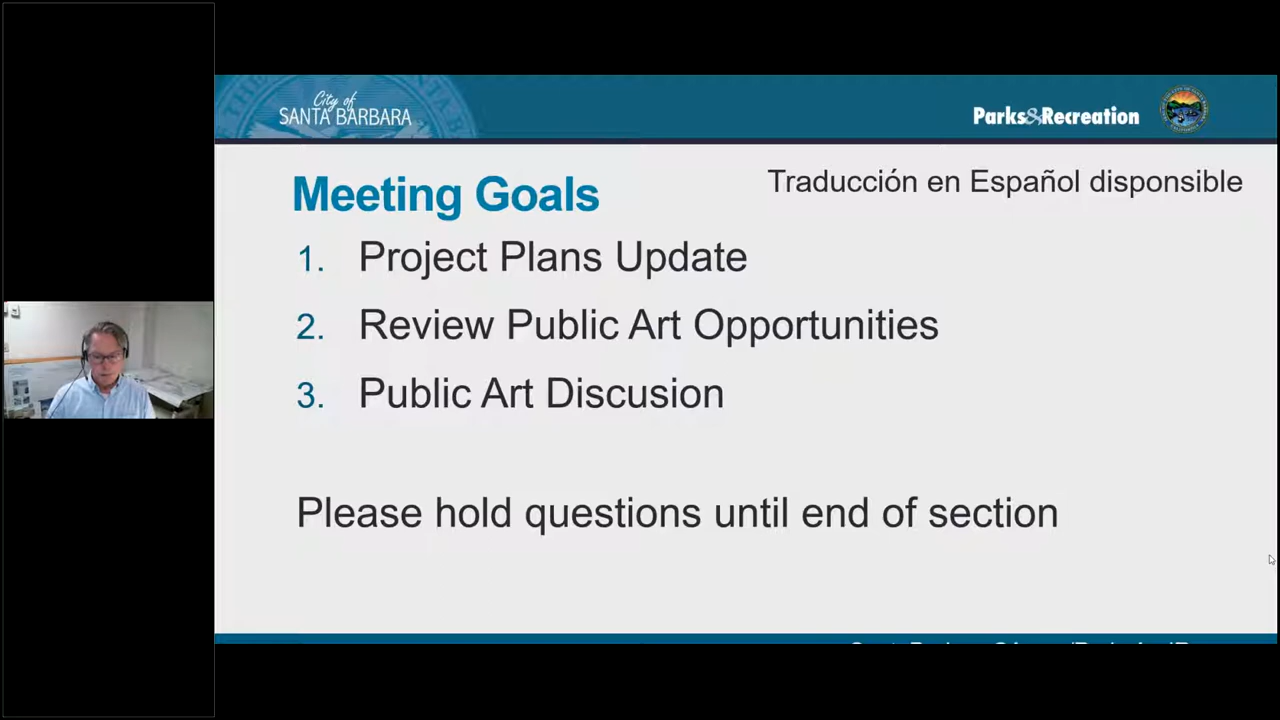 City of
SANTA BARBARA
Parks&Recreation
Meeting Goals
Traducción en Español disponsible
1. Project Plans Update
2. Review Public Art Opportunities
3. Public Art Discusion
Please hold questions until end of section